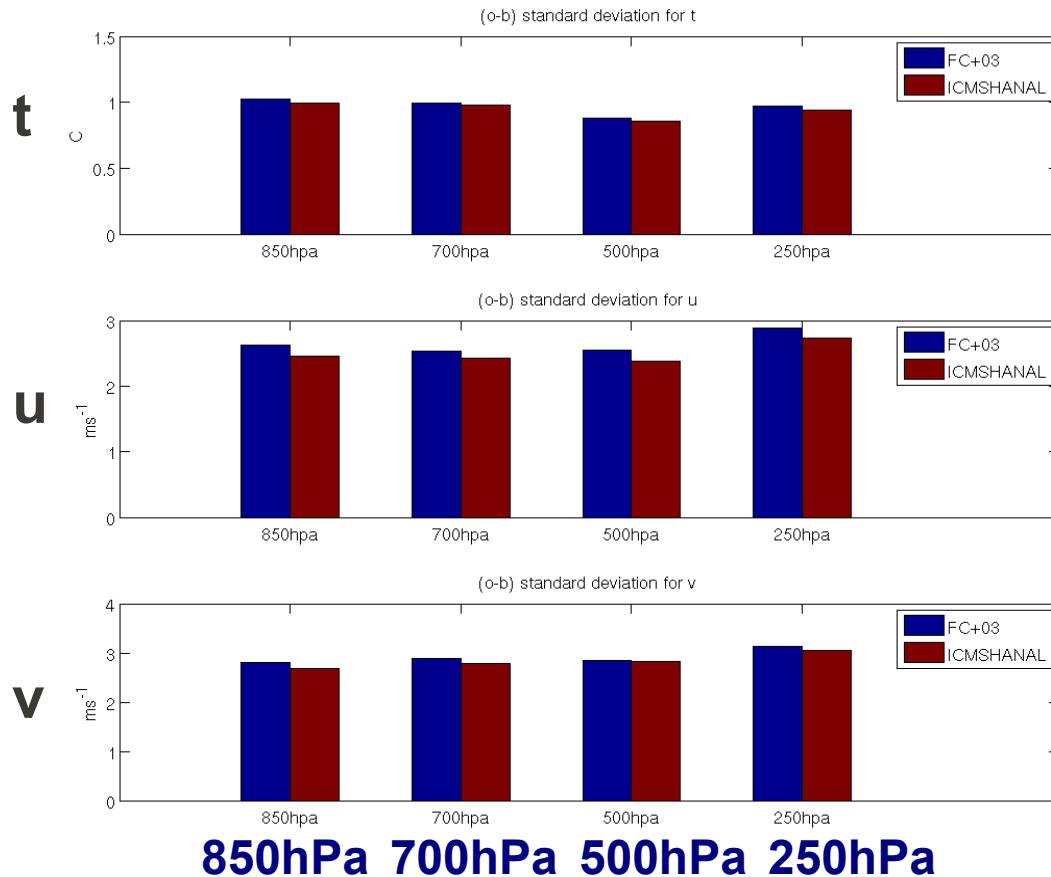 (o-b) standard deviation for t
t
C
1.5
1
0.5
0
FC+03
ICMSHANAL
850hpa 700hpa 500hpa 250hpa
(o-b) standard deviation for u
u
ms-1
3
2
1
0
FC+03
ICMSHANAL
850hpa 700hpa 500hpa 250hpa
(o-b) standard deviation for v
v
ms-1
4
3
2
1
0
FC+03
ICMSHANAL
850hpa 700hpa 500hpa 250hpa
850hPa 700hPa 500hPa 250hPa